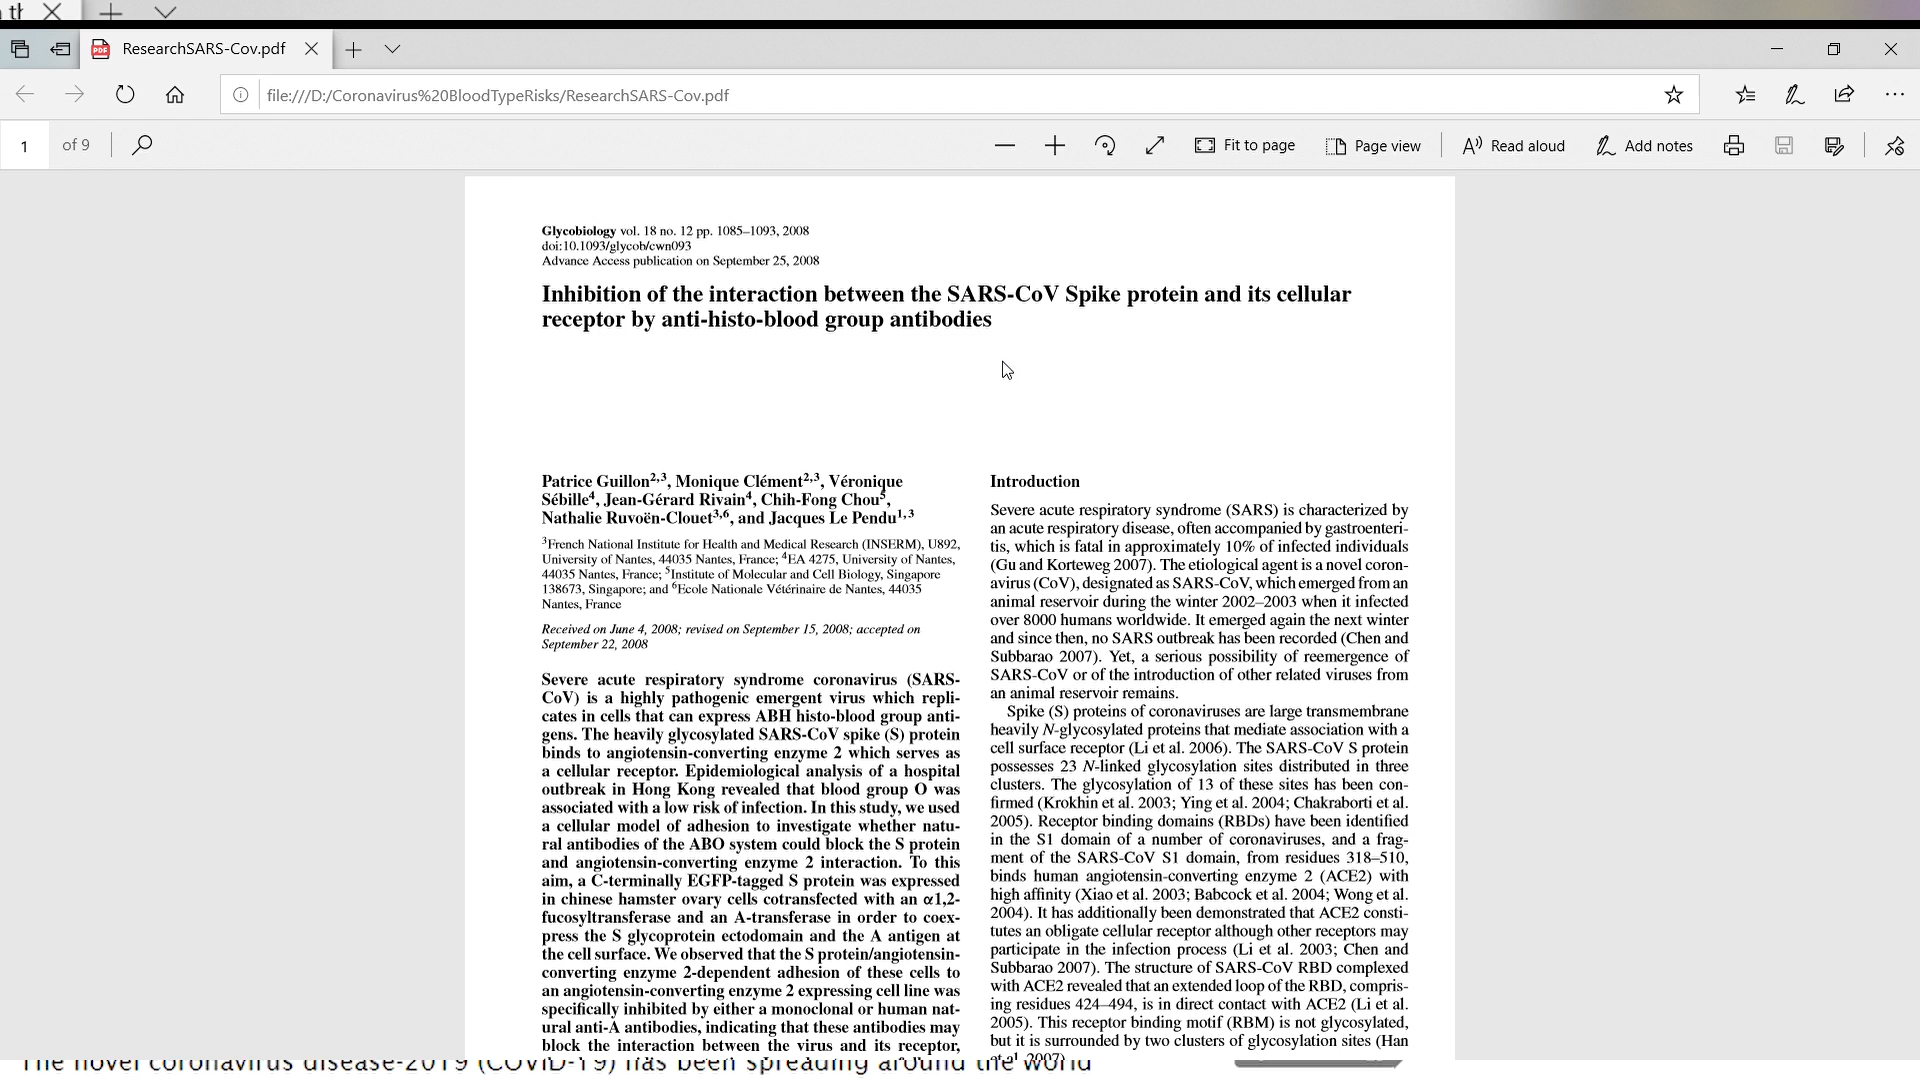 ResearchSARS-Cov.pdf
file:///D:/Coronavirus%20BloodTypeRisks/ResearchSARS-Cov.pdf
1 of 9
Fit to page
Page view
Read aloud
Add notes
Glycobiology vol. 18 no. 12 pp. 1085–1093, 2008
doi:10.1093/glycob/cwn093
Advance Access publication on September 25, 2008
Inhibition of the interaction between the SARS-CoV Spike protein and its cellular
receptor by anti-histo-blood group antibodies
Patrice Guillon2,3, Monique Clément2,3, Véronique
Sébille4, Jean-Gérard Rivain4, Chih-Fong Chou5,
Nathalie Ruvoën-Clouet3,6, and Jacques Le Pendu1,3
3French National Institute for Health and Medical Research (INSERM), U892,
University of Nantes, 44035 Nantes, France; 4EA 4275, University of Nantes,
44035 Nantes, France; 5Institute of Molecular and Cell Biology, Singapore
138673, Singapore; and 6Ecole Nationale Vétérinaire de Nantes, 44035
Nantes, France
Received on June 4, 2008; revised on September 15, 2008; accepted on
September 22, 2008
Severe acute respiratory syndrome coronavirus (SARS-
CoV) is a highly pathogenic emergent virus which repli-
cates in cells that can express ABH histo-blood group anti-
gens. The heavily glycosylated SARS-CoV spike (S) protein
binds to angiotensin-converting enzyme 2 which serves as
a cellular receptor. Epidemiological analysis of a hospital
outbreak in Hong Kong revealed that blood group O was
associated with a low risk of infection. In this study, we used
a cellular model of adhesion to investigate whether natu-
ral antibodies of the ABO system could block the S protein
and angiotensin-converting enzyme 2 interaction. To this
aim, a C-terminally EGFP-tagged S protein was expressed
in chinese hamster ovary cells cotransfected with an α1,2-
fucosyltransferase and an A-transferase in order to coex-
press the S glycoprotein ectodomain and the A antigen at
the cell surface. We observed that the S protein/angiotensin-
converting enzyme 2-dependent adhesion of these cells to
an angiotensin-converting enzyme 2 expressing cell line was
specifically inhibited by either a monoclonal or human nat-
ural anti-A antibodies, indicating that these antibodies may
block the interaction between the virus and its receptor,
Introduction
Severe acute respiratory syndrome (SARS) is characterized by
an acute respiratory disease, often accompanied by gastroenteri-
tis, which is fatal in approximately 10% of infected individuals
(Gu and Korteweg 2007). The etiological agent is a novel coron-
avirus (CoV), designated as SARS-CoV, which emerged from an
animal reservoir during the winter 2002–2003 when it infected
over 8000 humans worldwide. It emerged again the next winter
and since then, no SARS outbreak has been recorded (Chen and
Subbarao 2007). Yet, a serious possibility of reemergence of
SARS-CoV or of the introduction of other related viruses from
an animal reservoir remains.
Spike (S) proteins of coronaviruses are large transmembrane
heavily N-glycosylated proteins that mediate association with a
cell surface receptor (Li et al. 2006). The SARS-CoV S protein
possesses 23 N-linked glycosylation sites distributed in three
clusters. The glycosylation of 13 of these sites has been con-
firmed (Krokhin et al. 2003; Ying et al. 2004; Chakraborti et al.
2005). Receptor binding domains (RBDs) have been identified
in the S1 domain of a number of coronaviruses, and a frag-
ment of the SARS-CoV S1 domain, from residues 318–510,
binds human angiotensin-converting enzyme 2 (ACE2) with
high affinity (Xiao et al. 2003; Babcock et al. 2004; Wong et al.
2004). It has additionally been demonstrated that ACE2 consti-
tutes an obligate cellular receptor although other receptors may
participate in the infection process (Li et al. 2003; Chen and
Subbarao 2007). The structure of SARS-CoV RBD complexed
with ACE2 revealed that an extended loop of the RBD, compris-
ing residues 424–494, is in direct contact with ACE2 (Li et al.
2005). This receptor binding motif (RBM) is not glycosylated,
but it is surrounded by two clusters of glycosylation sites (Han
et al. 2007).
The novel coronavirus disease-2019 (COVID-19) has been spreading around the world